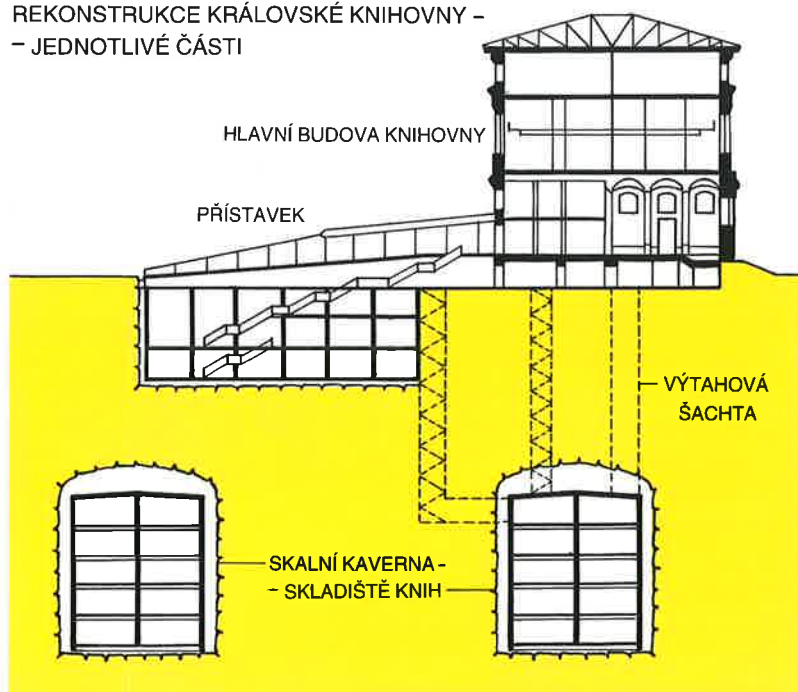 REKONSTRUKCE KRÁLOVSKÉ KNIHOVNY –
– JEDNOTLIVÉ ČÁSTI
HLAVNÍ BUDOVA KNIHOVNY
PŘÍSTAVEK
VÝTAHOVÁ
ŠACHTA
SKALNÍ KAVERNA -
- SKLADIŠTĚ KNIH